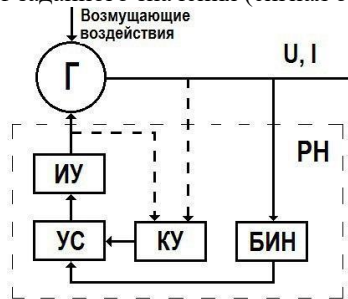 Возмущающие
воздействия
U, I
Г
РН
ИУ
УС
КУ
БИН